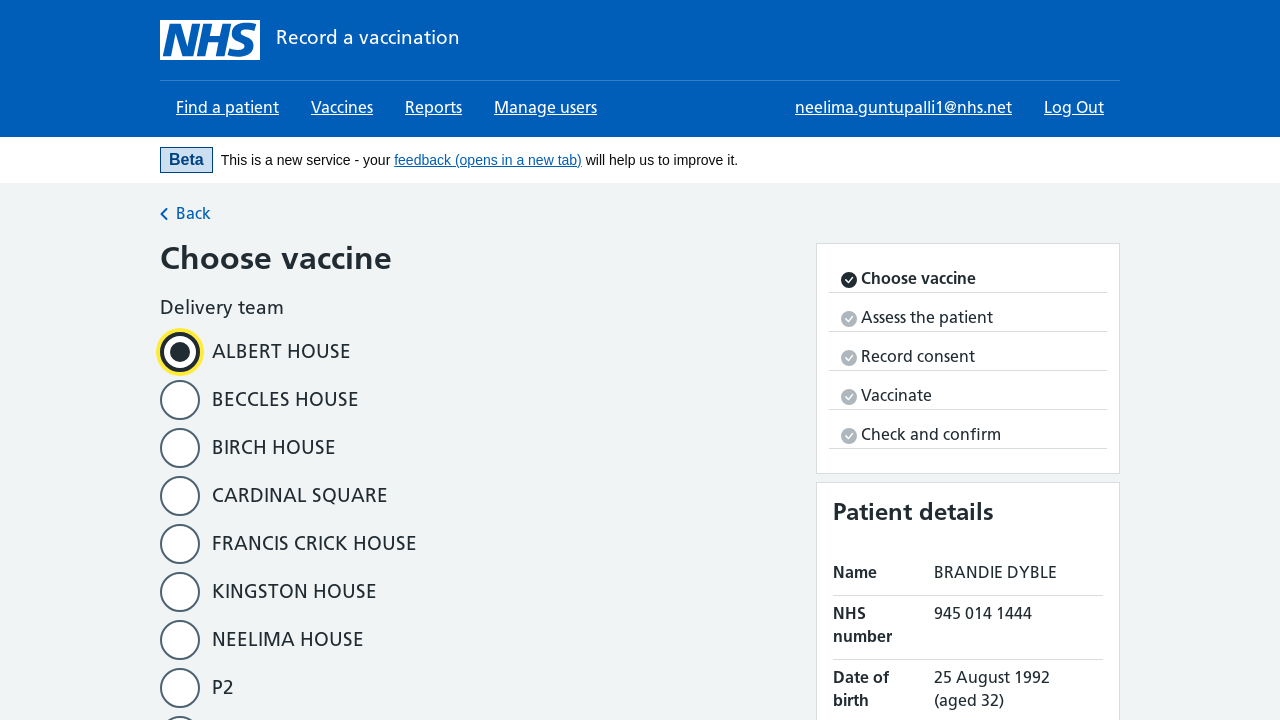 NHS Record a vaccination
Find a patient Vaccines Reports Manage users neelima.guntupalli1@nhs.net Log Out
Beta This is a new service - your feedback (opens in a new tab) will help us to improve it.
Back
Choose vaccine
Delivery team
ALBERT HOUSE
BECCLES HOUSE
BIRCH HOUSE
CARDINAL SQUARE
FRANCIS CRICK HOUSE
KINGSTON HOUSE
NEELIMA HOUSE
P2
Choose vaccine
Assess the patient
Record consent
Vaccinate
Check and confirm
Patient details
Name BRANDIE DYBLE
NHS 945 014 1444
number
Date of 25 August 1992
birth (aged 32)